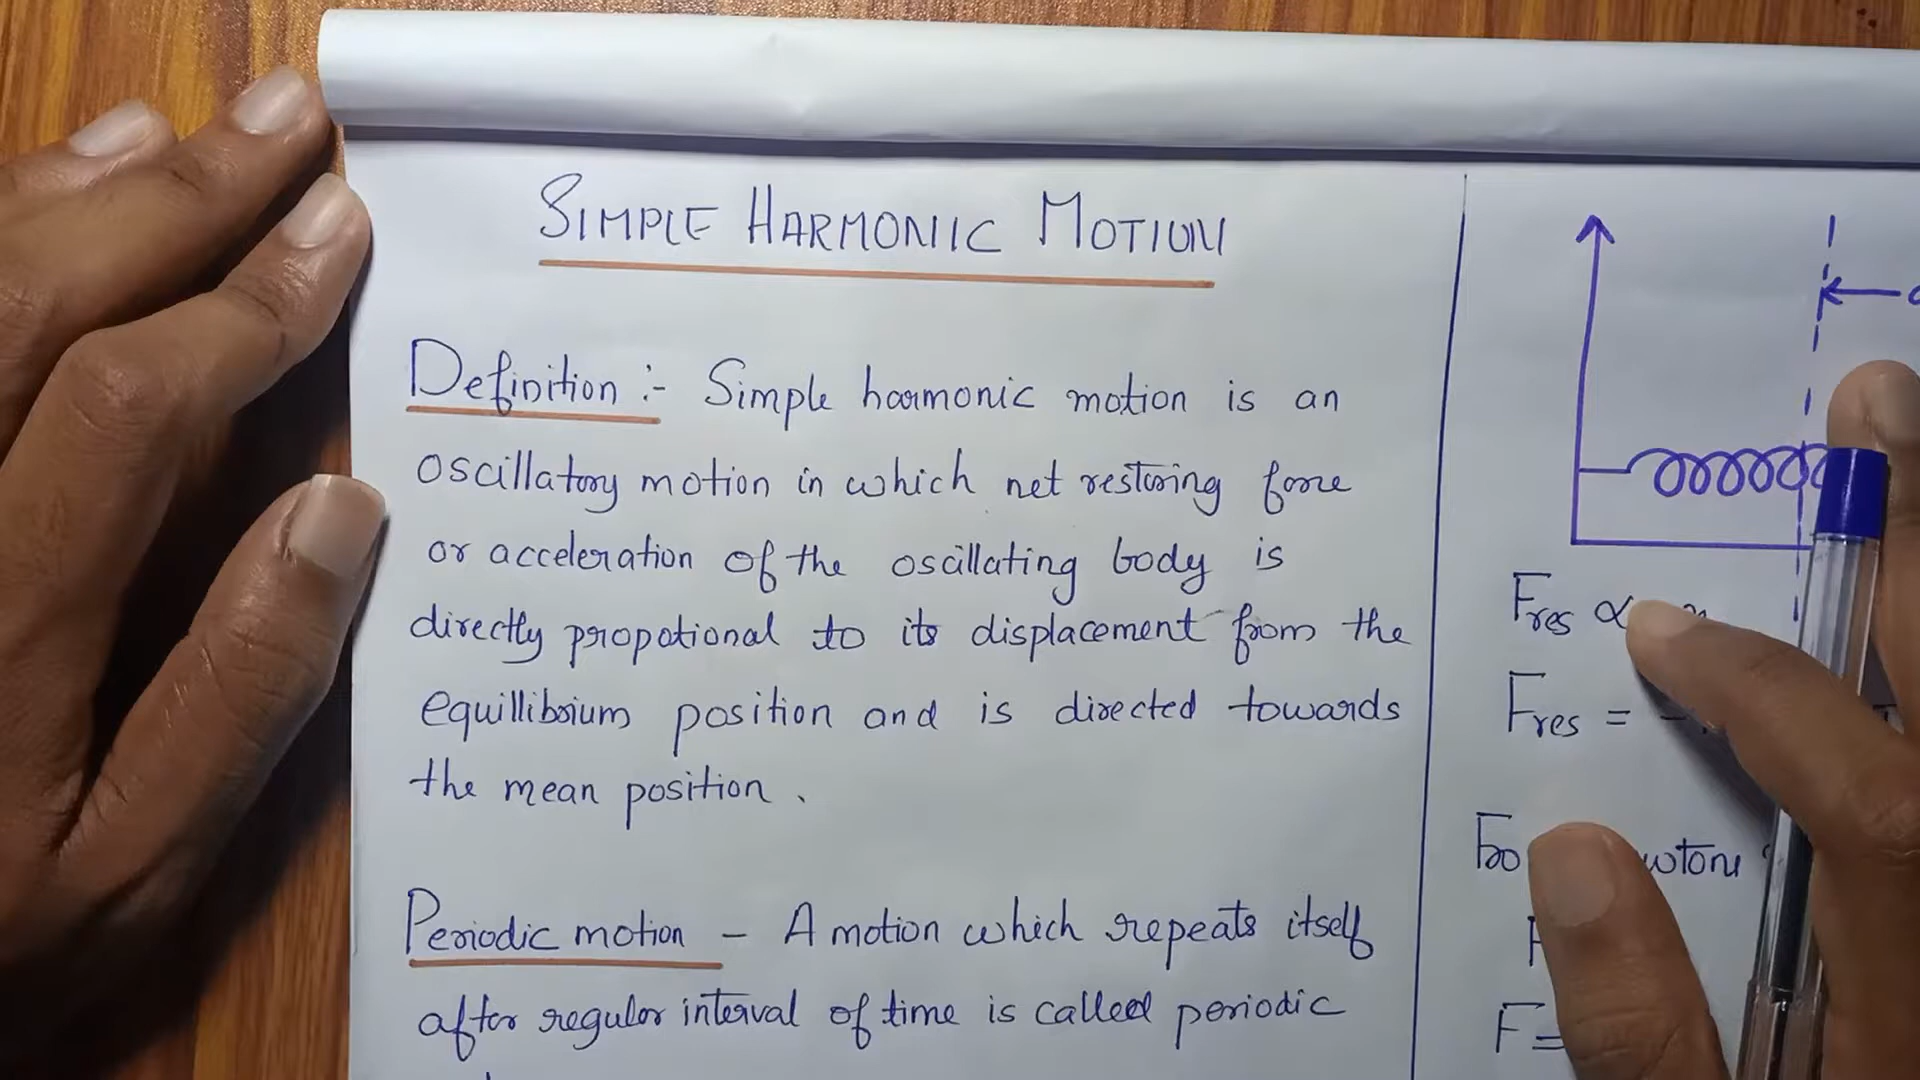 SIMPLE HARMONIC MOTION
Definition :- Simple harmonic motion is an
oscillatory motion in which net restoring force
or acceleration of the oscillating body is
directly propotional to its displacement from the
equillibrium position and is directed towards
the mean position .
Periodic motion - A motion which repeats itself
after regular interval of time is called periodic
Fres ∝
Fres = -
F=